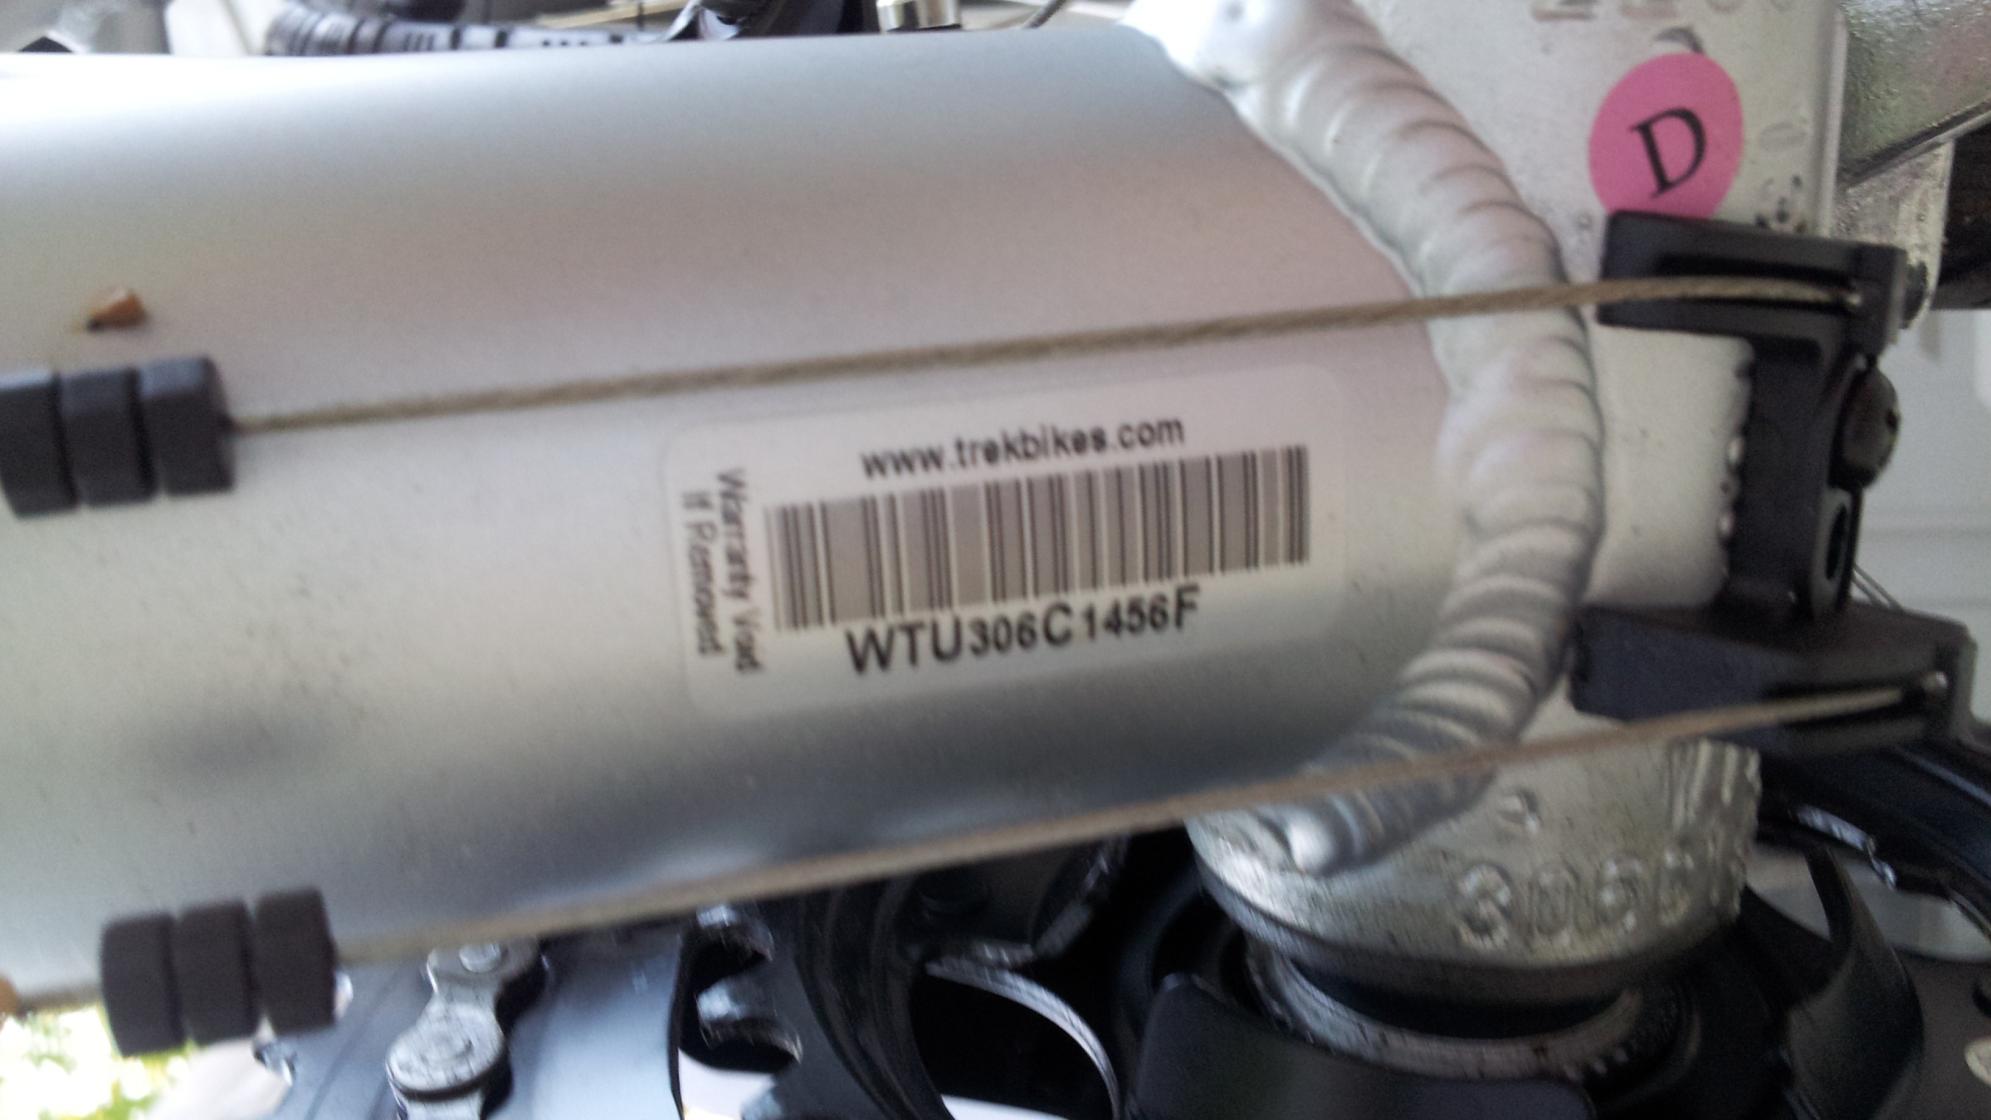 D
www.trekbikes.com
Warranty Void
If Removed
WTU306C1456F